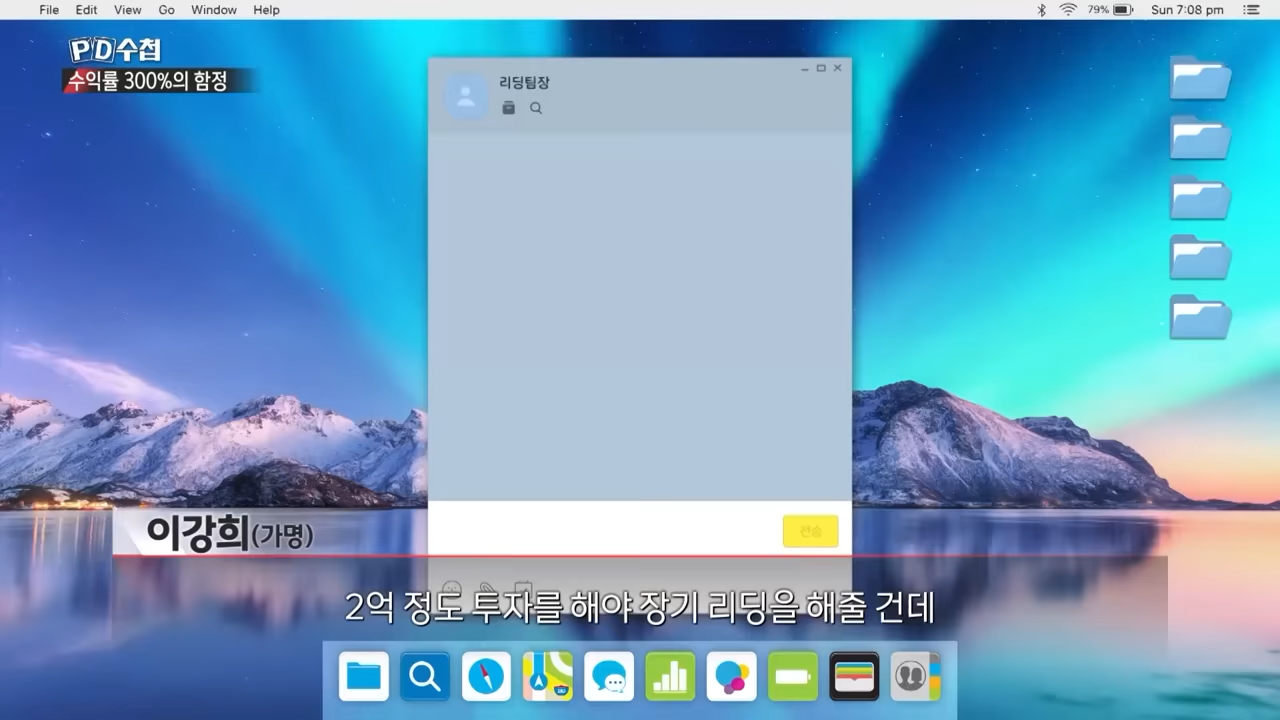 File Edit View Go Window Help
79% Sun 7:08 pm
PD수첩
수익률 300%의 함정
리딩팀장
전송
이강희(가명)
2억 정도 투자를 해야 장기 리딩을 해줄 건데